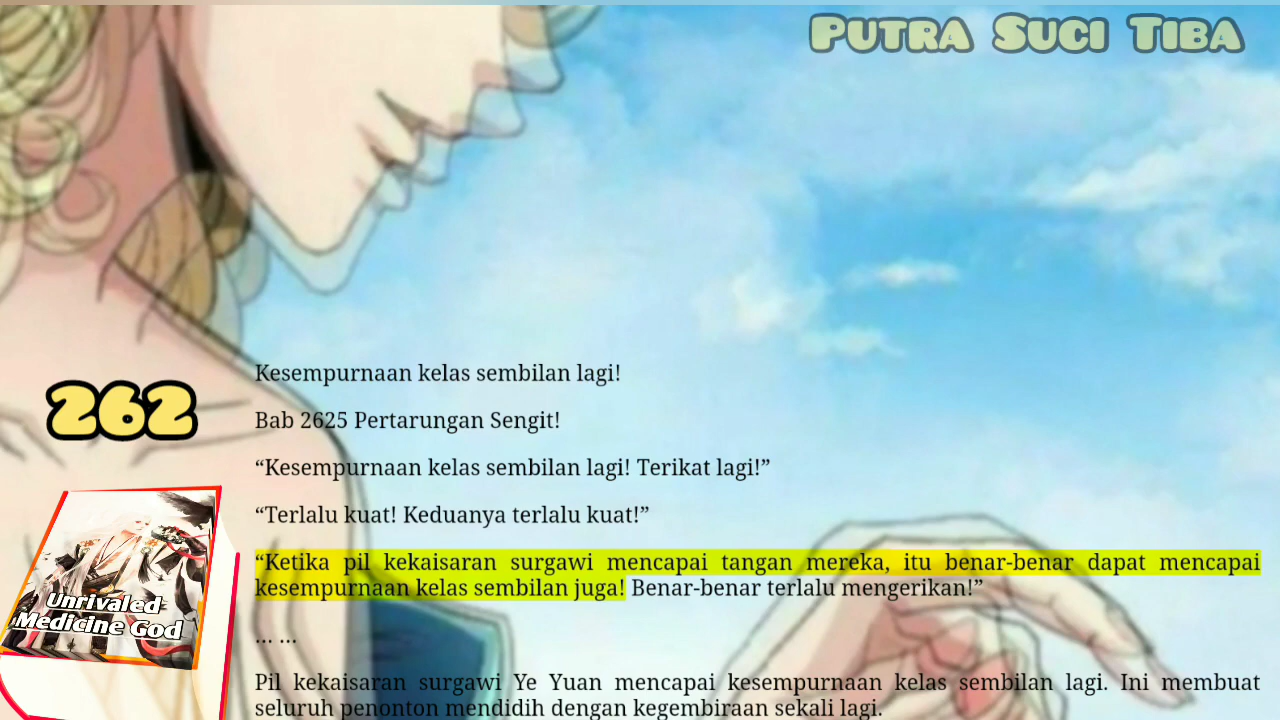 PUTRA SUCI TIBA
Kesempurnaan kelas sembilan lagi!
262
Bab 2625 Pertarungan Sengit!
“Kesempurnaan kelas sembilan lagi! Terikat lagi!”
“Terlalu kuat! Keduanya terlalu kuat!”
“Ketika pil kekaisaran surgawi mencapai tangan mereka, itu benar-benar dapat mencapai
kesempurnaan kelas sembilan juga! Benar-benar terlalu mengerikan!”
Unrivaled
Medicine God
... ...
Pil kekaisaran surgawi Ye Yuan mencapai kesempurnaan kelas sembilan lagi. Ini membuat
seluruh penonton mendidih dengan kegembiraan sekali lagi.